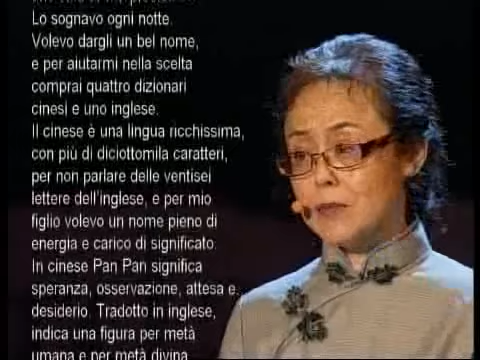 Lo sognavo ogni notte.
Volevo dargli un bel nome,
e per aiutarmi nella scelta
comprai quattro dizionari
cinesi e uno inglese.
Il cinese è una lingua ricchissima,
con più di diciottomila caratteri,
per non parlare delle ventisei
lettere dell'inglese, e per mio
figlio volevo un nome pieno di
energia e carico di significato.
In cinese Pan Pan significa
speranza, osservazione, attesa e
desiderio. Tradotto in inglese,
indica una figura per metà
umana e per metà divina